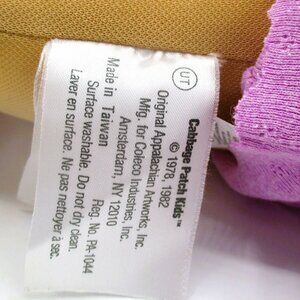 UT
Cabbage Patch Kids™
© 1978, 1982
Original Appalachian Artworks, Inc.
Mfg. for Coleco Industries, Inc.
Amsterdam, NY 12010
Made in Taiwan
Reg. No. PA-1044
Surface washable. Do not dry clean.
Laver en surface. Ne pas nettoyer
à sec.